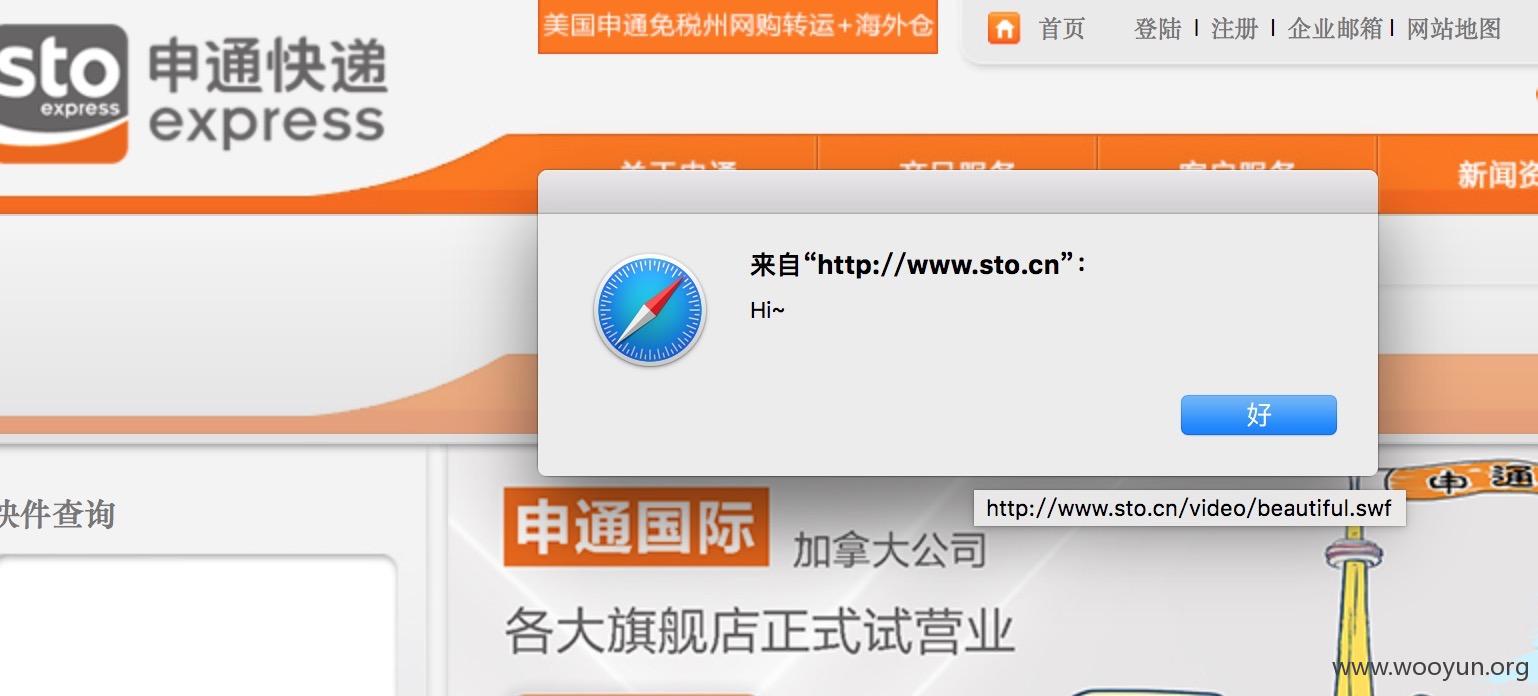 美国申通免税州网购转运+海外仓
首页 登陆 | 注册 | 企业邮箱 | 网站地图
sto
express
申通快递
express
新闻
来自“http://www.sto.cn”：
Hi~
好
http://www.sto.cn/video/beautiful.swf
快件查询
申通国际
加拿大公司
各大旗舰店正式试营业
申通
www.wooyun.org